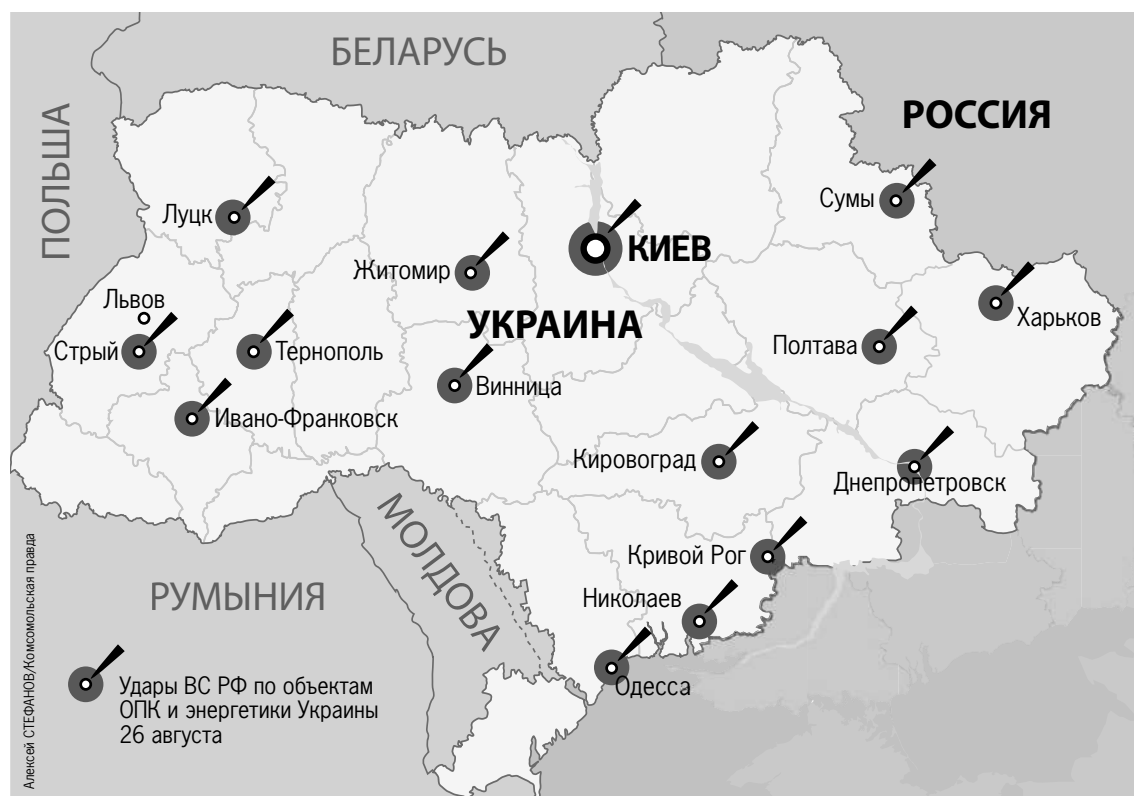 БЕЛАРУСЬ
РОССИЯ
ПОЛЬША
Луцк
Сумы
КИЕВ
Житомир
Львов
УКРАИНА
Харьков
Стрый
Тернополь
Полтава
Винница
Ивано-Франковск
Кировоград
Днепропетровск
МОЛДОВА
Кривой Рог
РУМЫНИЯ
Николаев
Одесса
Удары ВС РФ по объектам
ОПК и энергетики Украины
26 августа
Алексей СТЕФАНОВ/Комсомольская правда